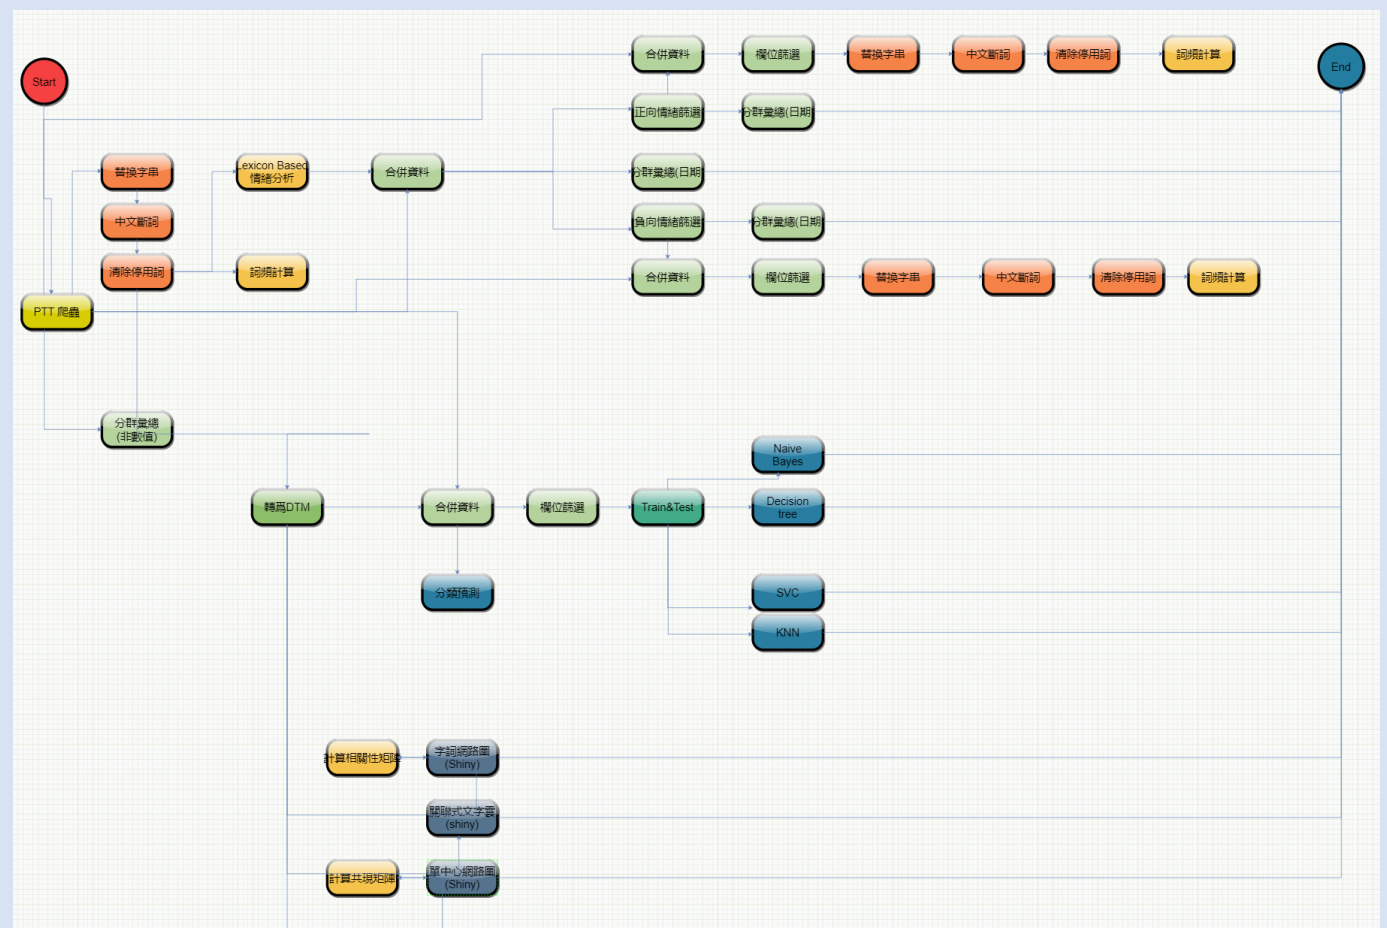 合併資料
欄位篩選
替換字串
中文斷詞
清除停用詞
詞頻計算
Start
End
正向情緒篩選
分群彙總(日期
替換字串
Lexicon Based
情緒分析
合併資料
分群彙總(日期
中文斷詞
負向情緒篩選
分群彙總(日期
清除停用詞
詞頻計算
合併資料
欄位篩選
替換字串
中文斷詞
清除停用詞
詞頻計算
PTT 爬蟲
分群彙總
(非數值)
Naive
Bayes
轉為DTM
合併資料
欄位篩選
Train&Test
Decision
tree
分類預測
SVC
KNN
計算相關性矩陣
字詞網路圖
(Shiny)
關聯式文字雲
(shiny)
計算共現矩陣
單中心網路圖
(Shiny)